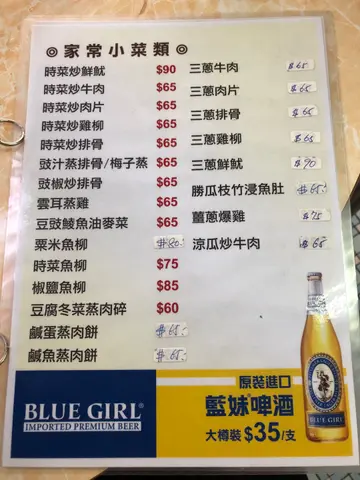 ◎ 家常小菜類 ◎
時菜炒鮮魷 $90
時菜炒牛肉 $65
時菜炒肉片 $65
時菜炒雞柳 $65
時菜炒排骨 $65
豉汁蒸排骨/梅子蒸 $65
豉椒炒排骨 $65
雲耳蒸雞 $65
豆豉鯪魚油麥菜 $65
粟米魚柳 $80.
時菜魚柳 $75
椒鹽魚柳 $85
豆腐冬菜蒸肉碎 $60
鹹蛋蒸肉餅 $65.
鹹魚蒸肉餅 $65.
三蔥牛肉 $65
三蔥肉片 $65
三蔥排骨 $65
三蔥雞柳 $65
三蔥鮮魷 $90
勝瓜枝竹浸魚肚 $65.
薑蔥爆雞 $75
涼瓜炒牛肉 $65
BLUE GIRL®
IMPORTED PREMIUM BEER
原裝進口
藍妹啤酒
大樽裝 $35/支
BLUE GIRL